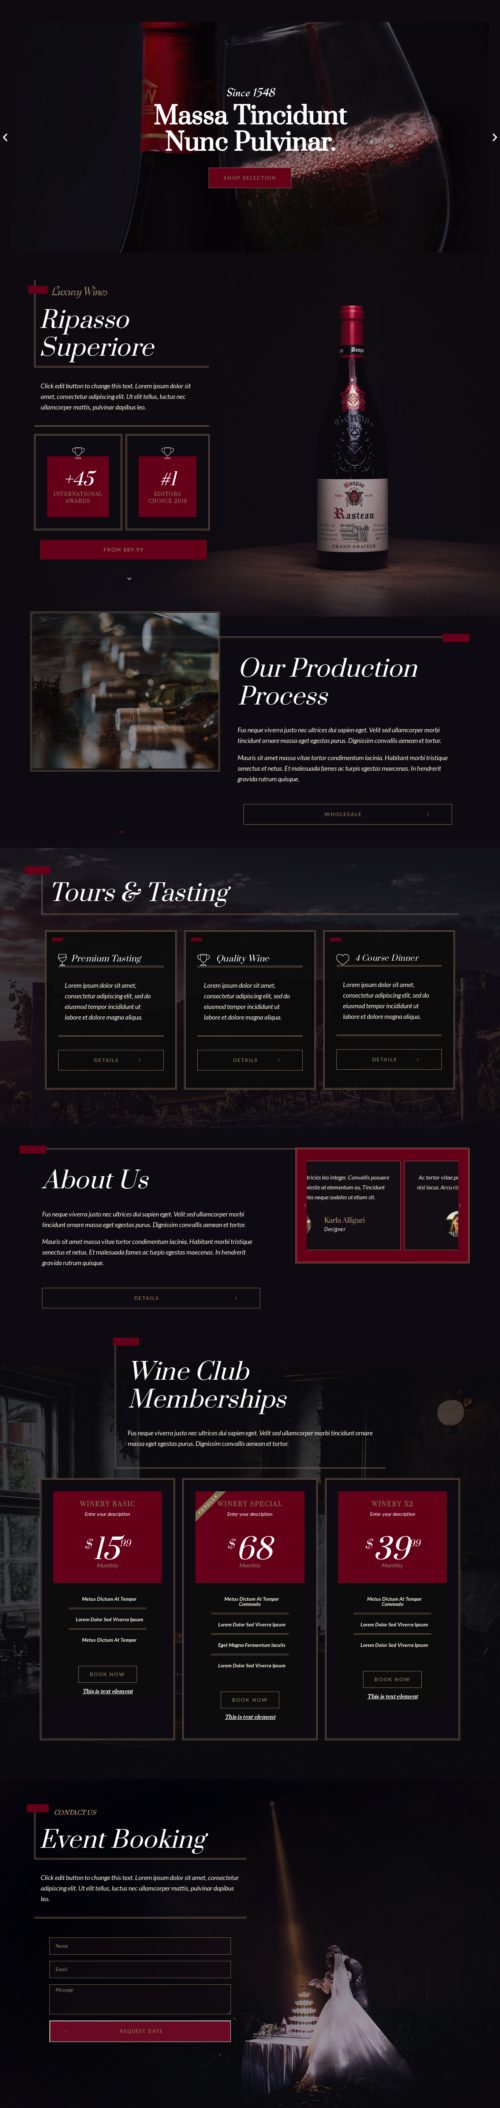 Since 1548
Massa Tincidunt
Nunc Pulvinar.
SHOP SELECTION
Luxury Wines
Ripasso
Superiore
Click edit button to change this text. Lorem ipsum dolor sit
amet, consectetur adipiscing elit. Ut elit tellus, luctus nec
ullamcorper mattis, pulvinar dapibus leo.
+45
INTERNATIONAL
AWARDS
#1
EDITORS
CHOICE 2019
FROM $89.99
Rasteau
Our Production
Process
Fus neque viverra justo nec ultrices dui sapien eget. Velit sed ullamcorper morbi
tincidunt ornare massa eget egestas purus. Dignissim convallis aenean et tortor.
Mauris sit amet massa vitae tortor condimentum lacinia. Habitant morbi tristique
senectus et netus. Et malesuada fames ac turpis egestas maecenas. In hendrerit
gravida rutrum quisque.
WHOLESALE
Tours & Tasting
Premium Tasting
Lorem ipsum dolor sit amet,
consectetur adipiscing elit, sed do
eiusmod tempor incididunt ut
labore et dolore magna aliqua.
DETAILS
Quality Wine
Lorem ipsum dolor sit amet,
consectetur adipiscing elit, sed do
eiusmod tempor incididunt ut
labore et dolore magna aliqua.
DETAILS
4 Course Dinner
Lorem ipsum dolor sit amet,
consectetur adipiscing elit, sed do
eiusmod tempor incididunt ut
labore et dolore magna aliqua.
DETAILS
About Us
Fus neque viverra justo nec ultrices dui sapien eget. Velit sed ullamcorper morbi
tincidunt ornare massa eget egestas purus. Dignissim convallis aenean et tortor.
Mauris sit amet massa vitae tortor condimentum lacinia. Habitant morbi tristique
senectus et netus. Et malesuada fames ac turpis egestas maecenas. In hendrerit
gravida rutrum quisque.
DETAILS
leo integer. Convallis posuere
at elementum eu. Tincidunt
neque sodales ut etiam sit.
Karla Alligari
Designer
Ac tortor vitae
nisi lacus. Arcu
Wine Club
Memberships
Fus neque viverra justo nec ultrices dui sapien eget. Velit sed ullamcorper morbi tincidunt ornare
massa eget egestas purus. Dignissim convallis aenean et tortor.
WINERY BASIC
Enter your description
$15.99
Monthly
Metus Dictum At Tempor
Lorem Dolor Sed Viverra Ipsum
Metus Dictum At Tempor
BOOK NOW
This is text element
POPULAR
WINERY SPECIAL
Enter your description
$68
Monthly
Metus Dictum At Tempor
Commodo
Lorem Dolor Sed Viverra Ipsum
Eget Magna Fermentum Iaculis
Lorem Dolor Sed Viverra Ipsum
BOOK NOW
This is text element
WINERY X2
Enter your description
$39.99
Monthly
Metus Dictum At Tempor
Commodo
Lorem Dolor Sed Viverra Ipsum
Lorem Dolor Sed Viverra Ipsum
BOOK NOW
This is text element
CONTACT US
Event Booking
Click edit button to change this text. Lorem ipsum dolor sit amet, consectetur
adipiscing elit. Ut elit tellus, luctus nec ullamcorper mattis, pulvinar dapibus
leo.
Name
Email
Message
REQUEST DATE